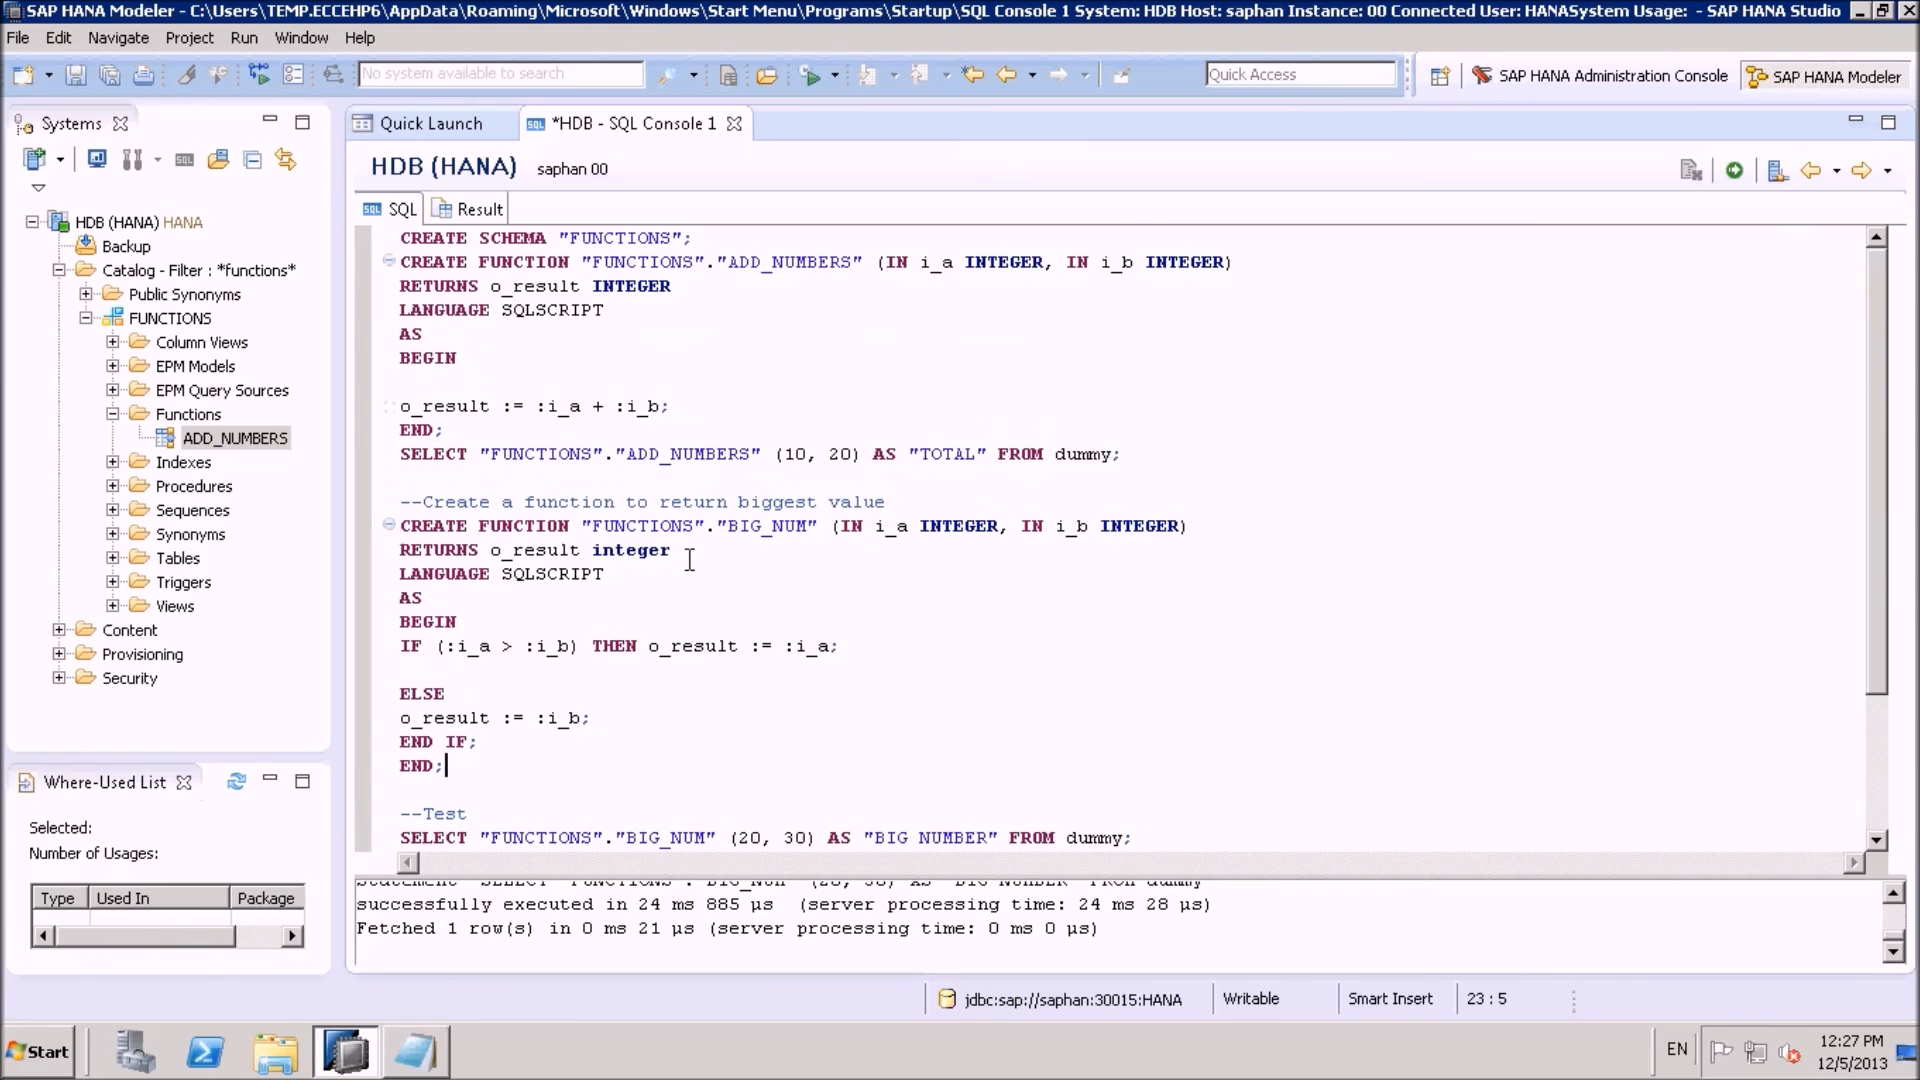 SAP HANA Modeler - C:\Users\TEMP.ECCEHP6\AppData\Roaming\Microsoft\Windows\Start Menu\Programs\Startup\SQL Console 1 System: HDB Host: saphan Instance: 00 Connected User: HANASystem Usage: - SAP HANA Studio
File Edit Navigate Project Run Window Help
No system available to search
Quick Access
SAP HANA Administration Console
SAP HANA Modeler
Systems
Quick Launch
*HDB - SQL Console 1
HDB (HANA) saphan 00
SQL
Result
HDB (HANA) HANA
Backup
Catalog - Filter : *functions*
Public Synonyms
FUNCTIONS
Column Views
EPM Models
EPM Query Sources
Functions
ADD_NUMBERS
Indexes
Procedures
Sequences
Synonyms
Tables
Triggers
Views
Content
Provisioning
Security
CREATE SCHEMA "FUNCTIONS";
CREATE FUNCTION "FUNCTIONS"."ADD_NUMBERS" (IN i_a INTEGER, IN i_b INTEGER)
RETURNS o_result INTEGER
LANGUAGE SQLSCRIPT
AS
BEGIN
o_result := :i_a + :i_b;
END;
SELECT "FUNCTIONS"."ADD_NUMBERS" (10, 20) AS "TOTAL" FROM dummy;
--Create a function to return biggest value
CREATE FUNCTION "FUNCTIONS"."BIG_NUM" (IN i_a INTEGER, IN i_b INTEGER)
RETURNS o_result integer
LANGUAGE SQLSCRIPT
AS
BEGIN
IF (:i_a > :i_b) THEN o_result := :i_a;
ELSE
o_result := :i_b;
END IF;
END;
--Test
SELECT "FUNCTIONS"."BIG_NUM" (20, 30) AS "BIG NUMBER" FROM dummy;
successfully executed in 24 ms 885 µs (server processing time: 24 ms 28 µs)
Fetched 1 row(s) in 0 ms 21 µs (server processing time: 0 ms 0 µs)
Where-Used List
Selected:
Number of Usages:
Type Used In Package
jdbc:sap://saphan:30015:HANA
Writable
Smart Insert
23 : 5
Start
EN
12:27 PM
12/5/2013